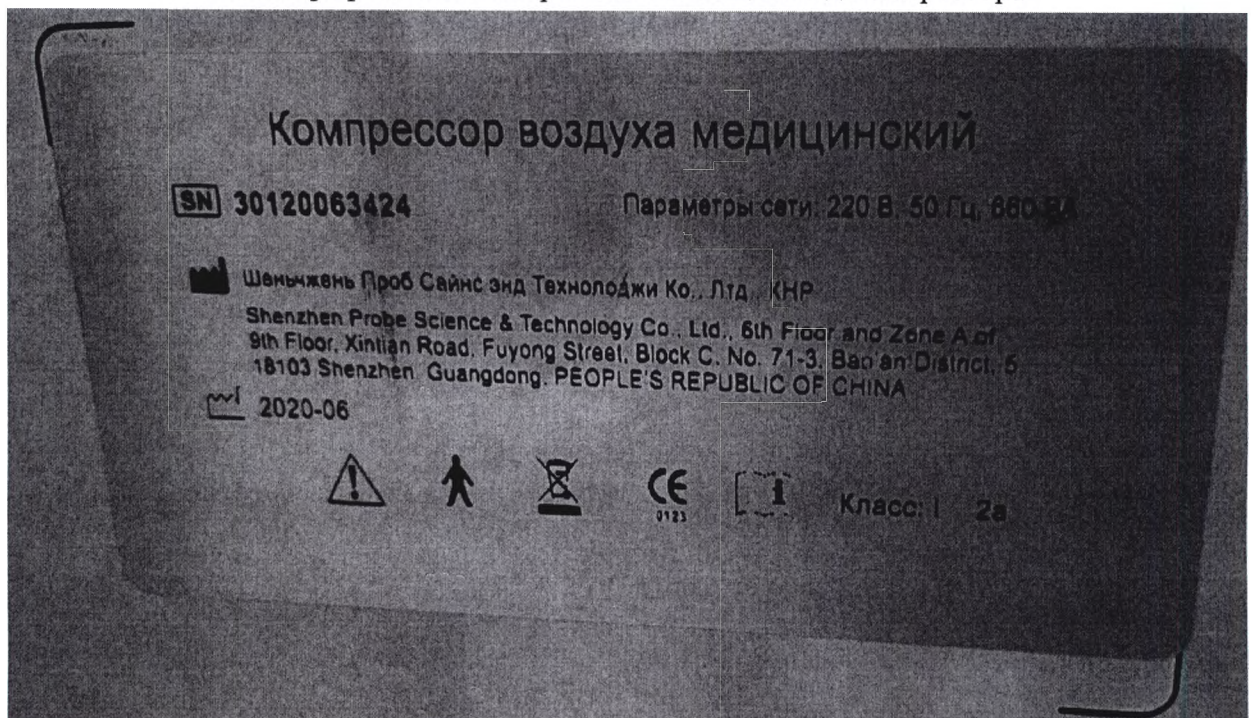 Компрессор воздуха медицинский
SN 30120063424
Параметры сети: 220 В, 50 Гц, 660 ВА
Шеньчжень Проб Сайнс энд Технолоджи Ко., Лтд., КНР
Shenzhen Probe Science & Technology Co., Ltd., 6th Floor and Zone A of
9th Floor, Xintian Road, Fuyong Street, Block C, No. 71-3, Bao'an District, 5
18103 Shenzhen, Guangdong, PEOPLE'S REPUBLIC OF CHINA
2020-06
CE
0123
i
Класс: I 2а